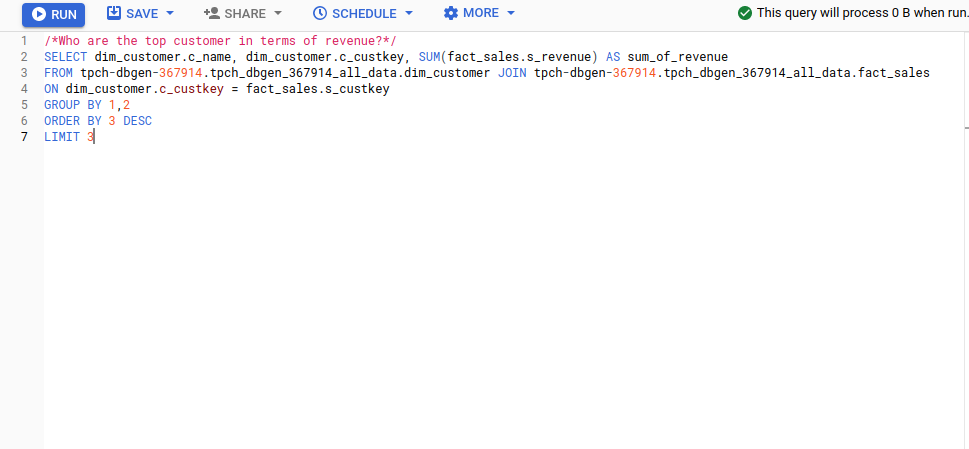 RUN SAVE SHARE SCHEDULE MORE This query will process 0 B when run.
1 /*Who are the top customer in terms of revenue?*/
2 SELECT dim_customer.c_name, dim_customer.c_custkey, SUM(fact_sales.s_revenue) AS sum_of_revenue
3 FROM tpch-dbgen-367914.tpch_dbgen_367914_all_data.dim_customer JOIN tpch-dbgen-367914.tpch_dbgen_367914_all_data.fact_sales
4 ON dim_customer.c_custkey = fact_sales.s_custkey
5 GROUP BY 1,2
6 ORDER BY 3 DESC
7 LIMIT 3